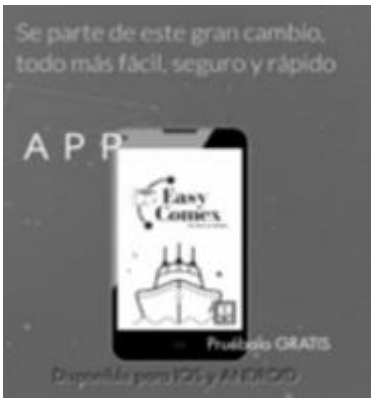 Se parte de este gran cambio,
todo más fácil, seguro y rápido
APP
Easy
Comex
Pruébalo GRATIS
Disponible para IOS y ANDROID